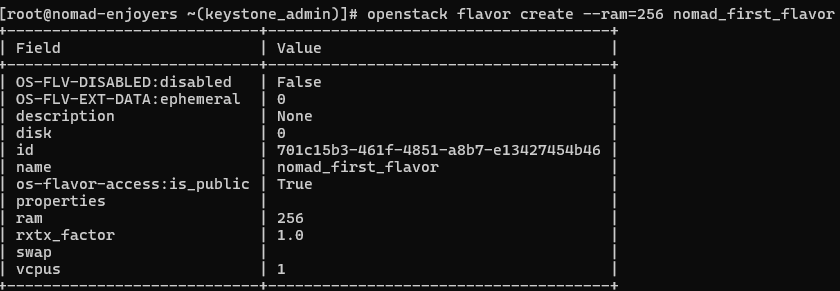 [root@nomad-enjoyers ~(keystone_admin)]# openstack flavor create --ram=256 nomad_first_flavor
+----------------------------+--------------------------------------+
| Field                      | Value                                |
+----------------------------+--------------------------------------+
| OS-FLV-DISABLED:disabled   | False                                |
| OS-FLV-EXT-DATA:ephemeral  | 0                                    |
| description                | None                                 |
| disk                       | 0                                    |
| id                         | 701c15b3-461f-4851-a8b7-e13427454b46 |
| name                       | nomad_first_flavor                   |
| os-flavor-access:is_public | True                                 |
| properties                 |                                      |
| ram                        | 256                                  |
| rxtx_factor                | 1.0                                  |
| swap                       |                                      |
| vcpus                      | 1                                    |
+----------------------------+--------------------------------------+